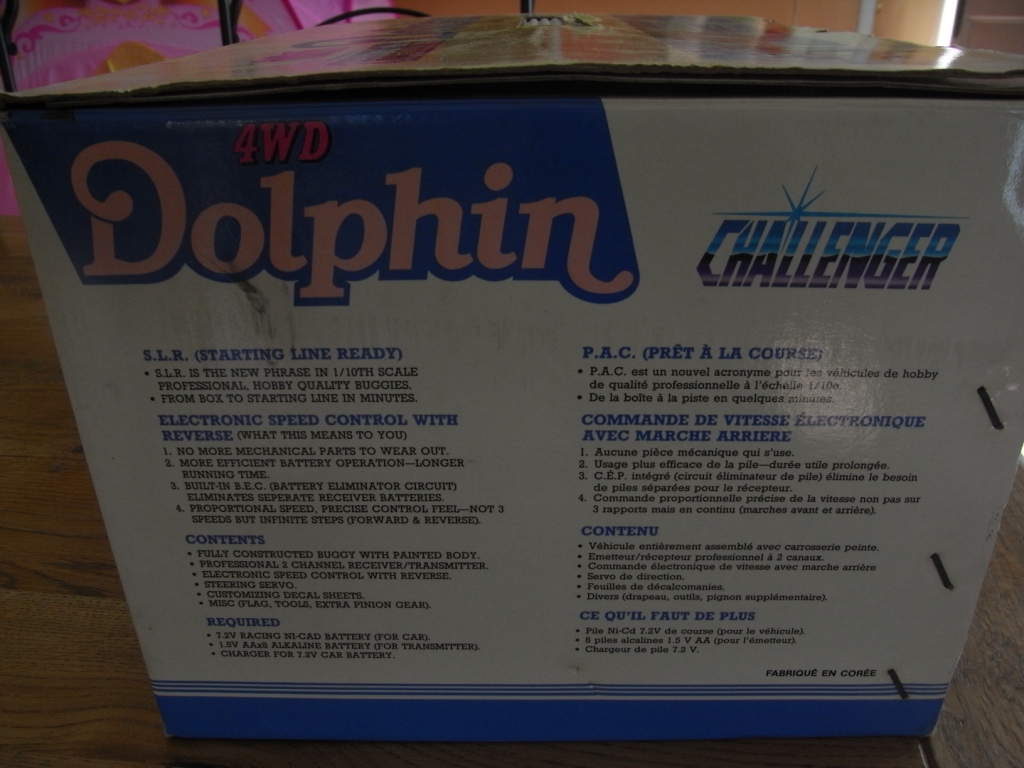 4WD
Dolphin
CHALLENGER
S.L.R. (STARTING LINE READY)
• S.L.R. IS THE NEW PHRASE IN 1/10TH SCALE
PROFESSIONAL, HOBBY QUALITY BUGGIES.
• FROM BOX TO STARTING LINE IN MINUTES.
ELECTRONIC SPEED CONTROL WITH
REVERSE (WHAT THIS MEANS TO YOU)
1. NO MORE MECHANICAL PARTS TO WEAR OUT.
2. MORE EFFICIENT BATTERY OPERATION—LONGER
RUNNING TIME.
3. BUILT-IN B.E.C. (BATTERY ELIMINATOR CIRCUIT)
ELIMINATES SEPERATE RECEIVER BATTERIES.
4. PROPORTIONAL SPEED, PRECISE CONTROL FEEL—NOT 3
SPEEDS BUT INFINITE STEPS (FORWARD & REVERSE).
CONTENTS
• FULLY CONSTRUCTED BUGGY WITH PAINTED BODY.
• PROFESSIONAL 2 CHANNEL RECEIVER/TRANSMITTER.
• ELECTRONIC SPEED CONTROL WITH REVERSE.
• STEERING SERVO.
• CUSTOMIZING DECAL SHEETS.
• MISC (FLAG, TOOLS, EXTRA PINION GEAR).
REQUIRED
• 7.2V RACING NI-CAD BATTERY (FOR CAR).
• 1.5V AAx8 ALKALINE BATTERY (FOR TRANSMITTER).
• CHARGER FOR 7.2V CAR BATTERY.
P.A.C. (PRÊT À LA COURSE)
• P.A.C. est un nouvel acronyme pour les véhicules de hobby
de qualité professionnelle à l'échelle 1/10e.
• De la boîte à la piste en quelques minutes.
COMMANDE DE VITESSE ÉLECTRONIQUE
AVEC MARCHE ARRIERE
1. Aucune pièce mécanique qui s'use.
2. Usage plus efficace de la pile—durée utile prolongée.
3. C.É.P. intégré (circuit éliminateur de pile) élimine le besoin
de piles séparées pour le récepteur.
4. Commande proportionnelle précise de la vitesse non pas sur
3 rapports mais en continu (marches avant et arrière).
CONTENU
• Véhicule entièrement assemblé avec carrosserie peinte.
• Emetteur/récepteur professionnel à 2 canaux.
• Commande électronique de vitesse avec marche arrière
• Servo de direction.
• Feuilles de décalcomanies.
• Divers (drapeau, outils, pignon supplémentaire).
CE QU'IL FAUT DE PLUS
• Pile Ni-Cd 7.2V de course (pour le véhicule).
• 8 piles alcalines 1.5 V AA (pour l'émetteur).
• Chargeur de pile 7.2 V.
FABRIQUÉ EN CORÉE